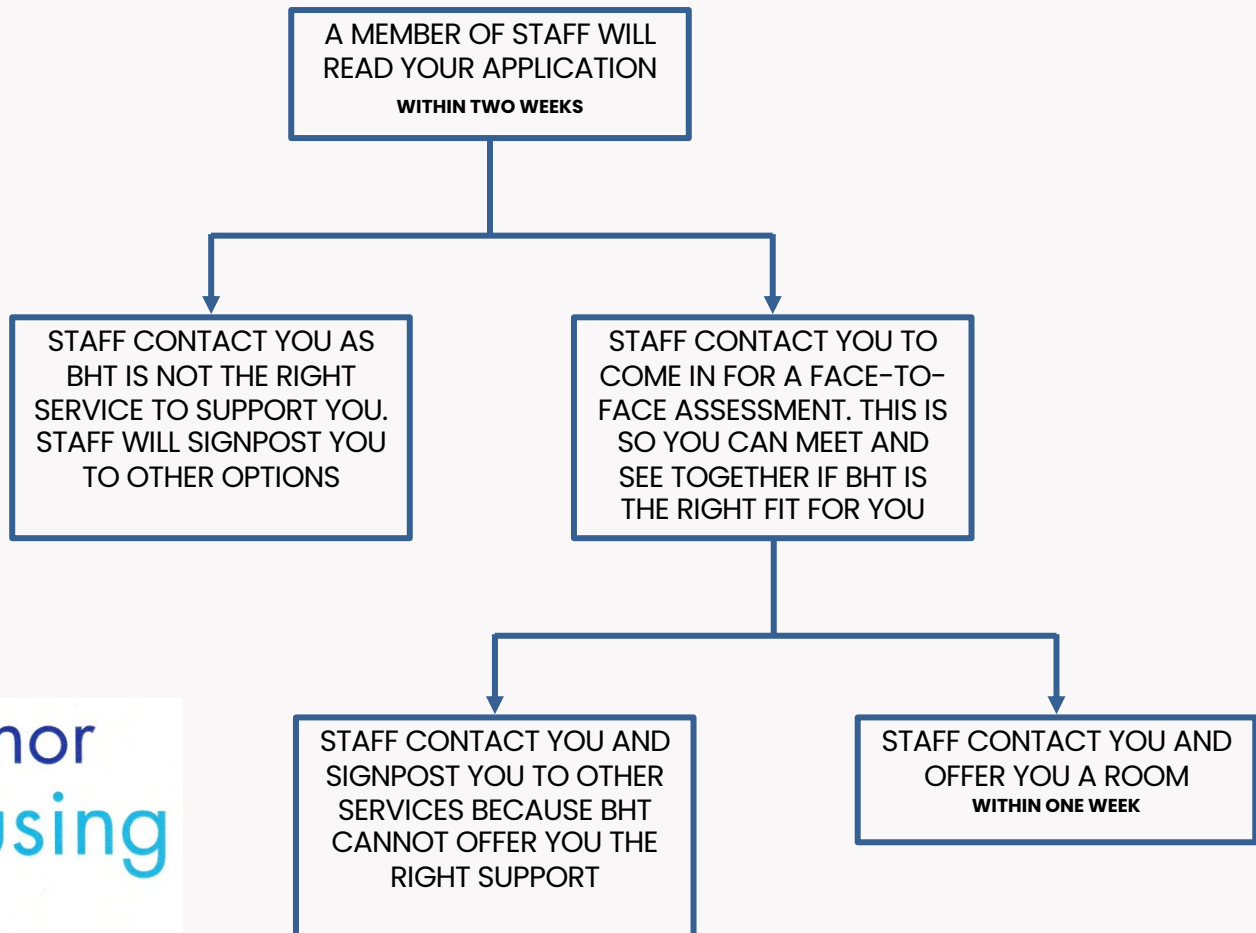 A MEMBER OF STAFF WILL
READ YOUR APPLICATION
WITHIN TWO WEEKS
STAFF CONTACT YOU AS
BHT IS NOT THE RIGHT
SERVICE TO SUPPORT YOU.
STAFF WILL SIGNPOST YOU
TO OTHER OPTIONS
STAFF CONTACT YOU TO
COME IN FOR A FACE-TO-
FACE ASSESSMENT. THIS IS
SO YOU CAN MEET AND
SEE TOGETHER IF BHT IS
THE RIGHT FIT FOR YOU
STAFF CONTACT YOU AND
SIGNPOST YOU TO OTHER
SERVICES BECAUSE BHT
CANNOT OFFER YOU THE
RIGHT SUPPORT
STAFF CONTACT YOU AND
OFFER YOU A ROOM
WITHIN ONE WEEK